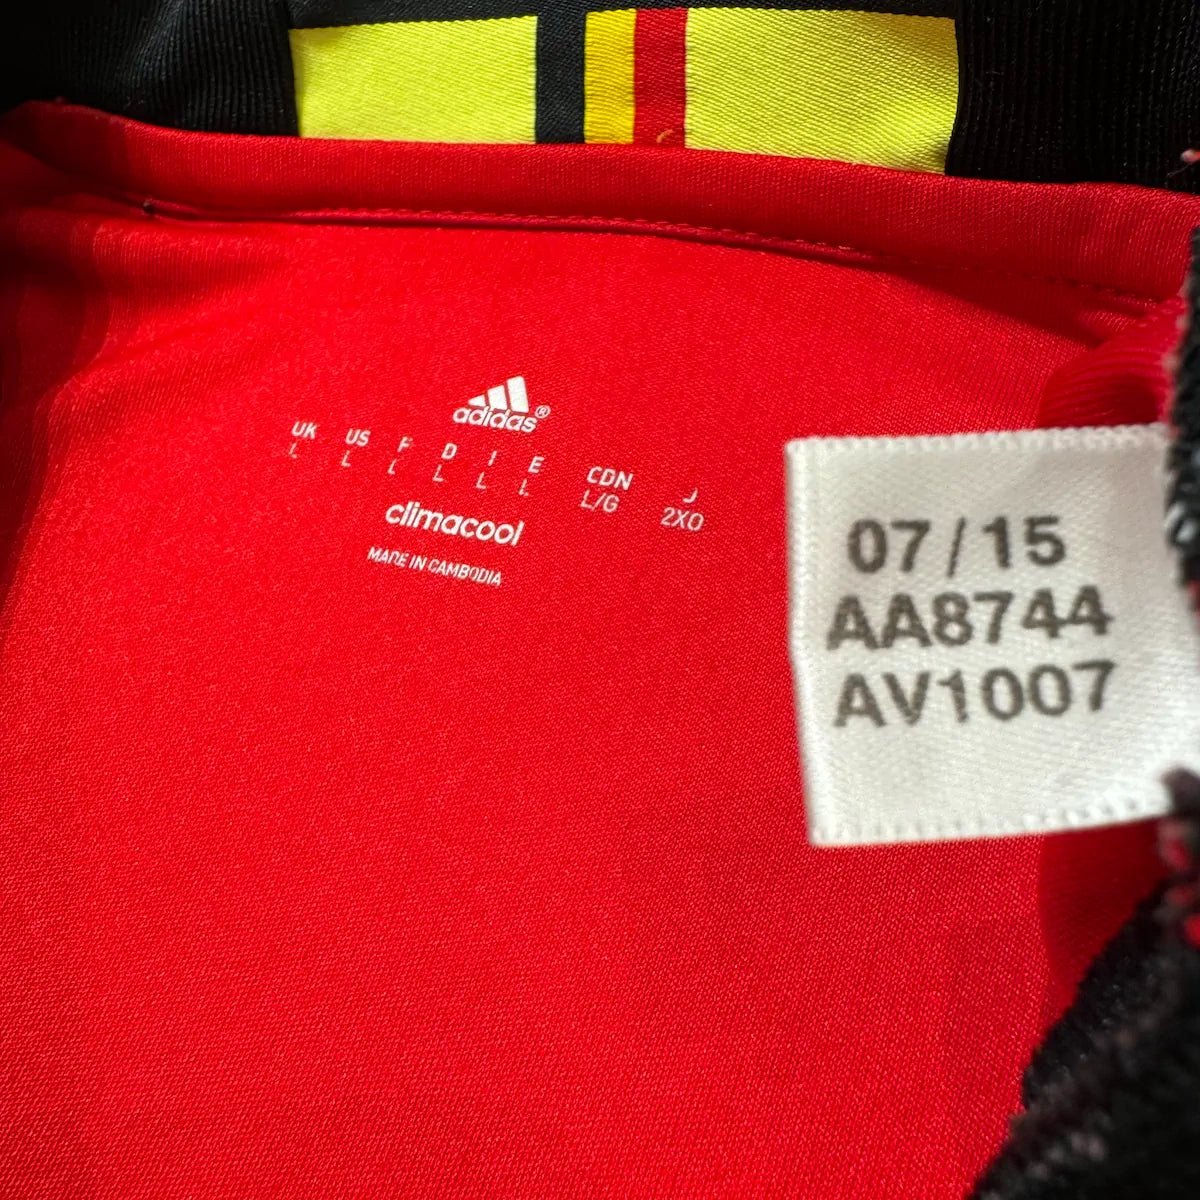 adidas®
UK US F D I E CDN J
L L L L L L L/G 2XO
climacool
MADE IN CAMBODIA
07/15
AA8744
AV1007